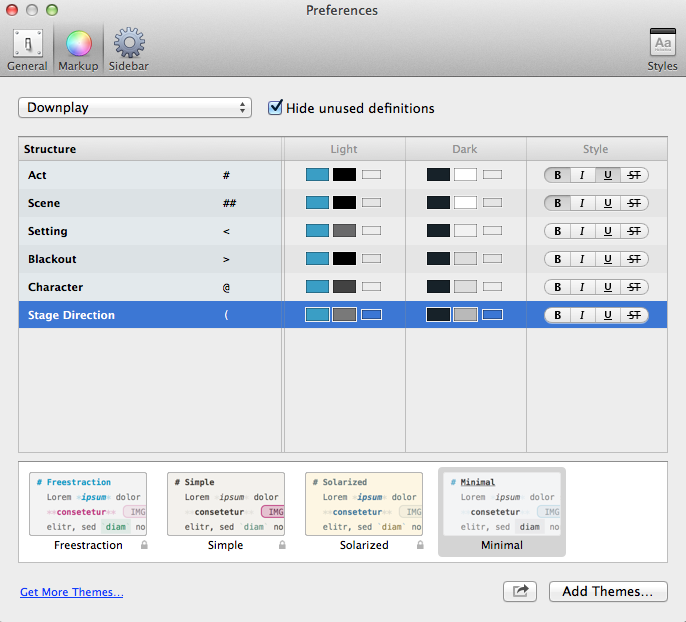 Preferences
General Markup Sidebar Styles
Downplay Hide unused definitions
Structure Light Dark Style
Act # B I U ST
Scene ## B I U ST
Setting < B I U ST
Blackout > B I U ST
Character @ B I U ST
Stage Direction ( B I U ST
# Freestraction
Lorem *ipsum* dolor
**consetetur** IMG
elitr, sed `diam` no
Freestraction
# Simple
Lorem *ipsum* dolor
**consetetur** IMG
elitr, sed `diam` no
Simple
# Solarized
Lorem *ipsum* dolor
**consetetur** IMG
elitr, sed `diam` no
Solarized
# Minimal
Lorem *ipsum* dolor
**consetetur** IMG
elitr, sed diam no
Minimal
Get More Themes... Add Themes...